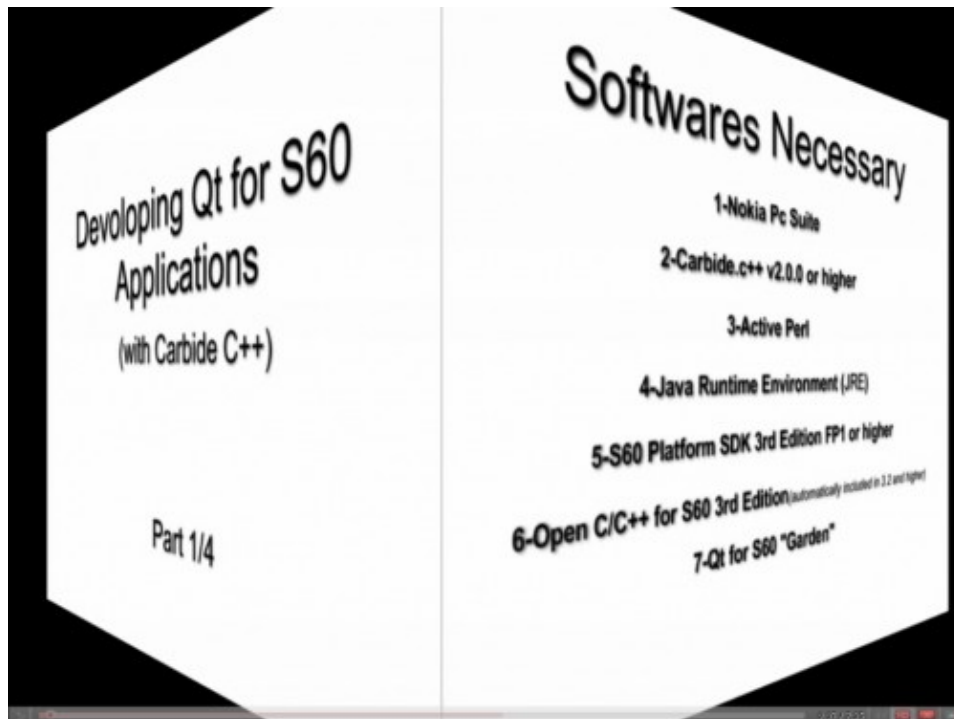 Devoloping Qt for S60
Applications
(with Carbide C++)
Part 1/4
Softwares Necessary
1-Nokia Pc Suite
2-Carbide.c++ v2.0.0 or higher
3-Active Perl
4-Java Runtime Environment (JRE)
5-S60 Platform SDK 3rd Edition FP1 or higher
6-Open C/C++ for S60 3rd Edition(automatically included in 3.2 and higher)
7-Qt for S60 "Garden"